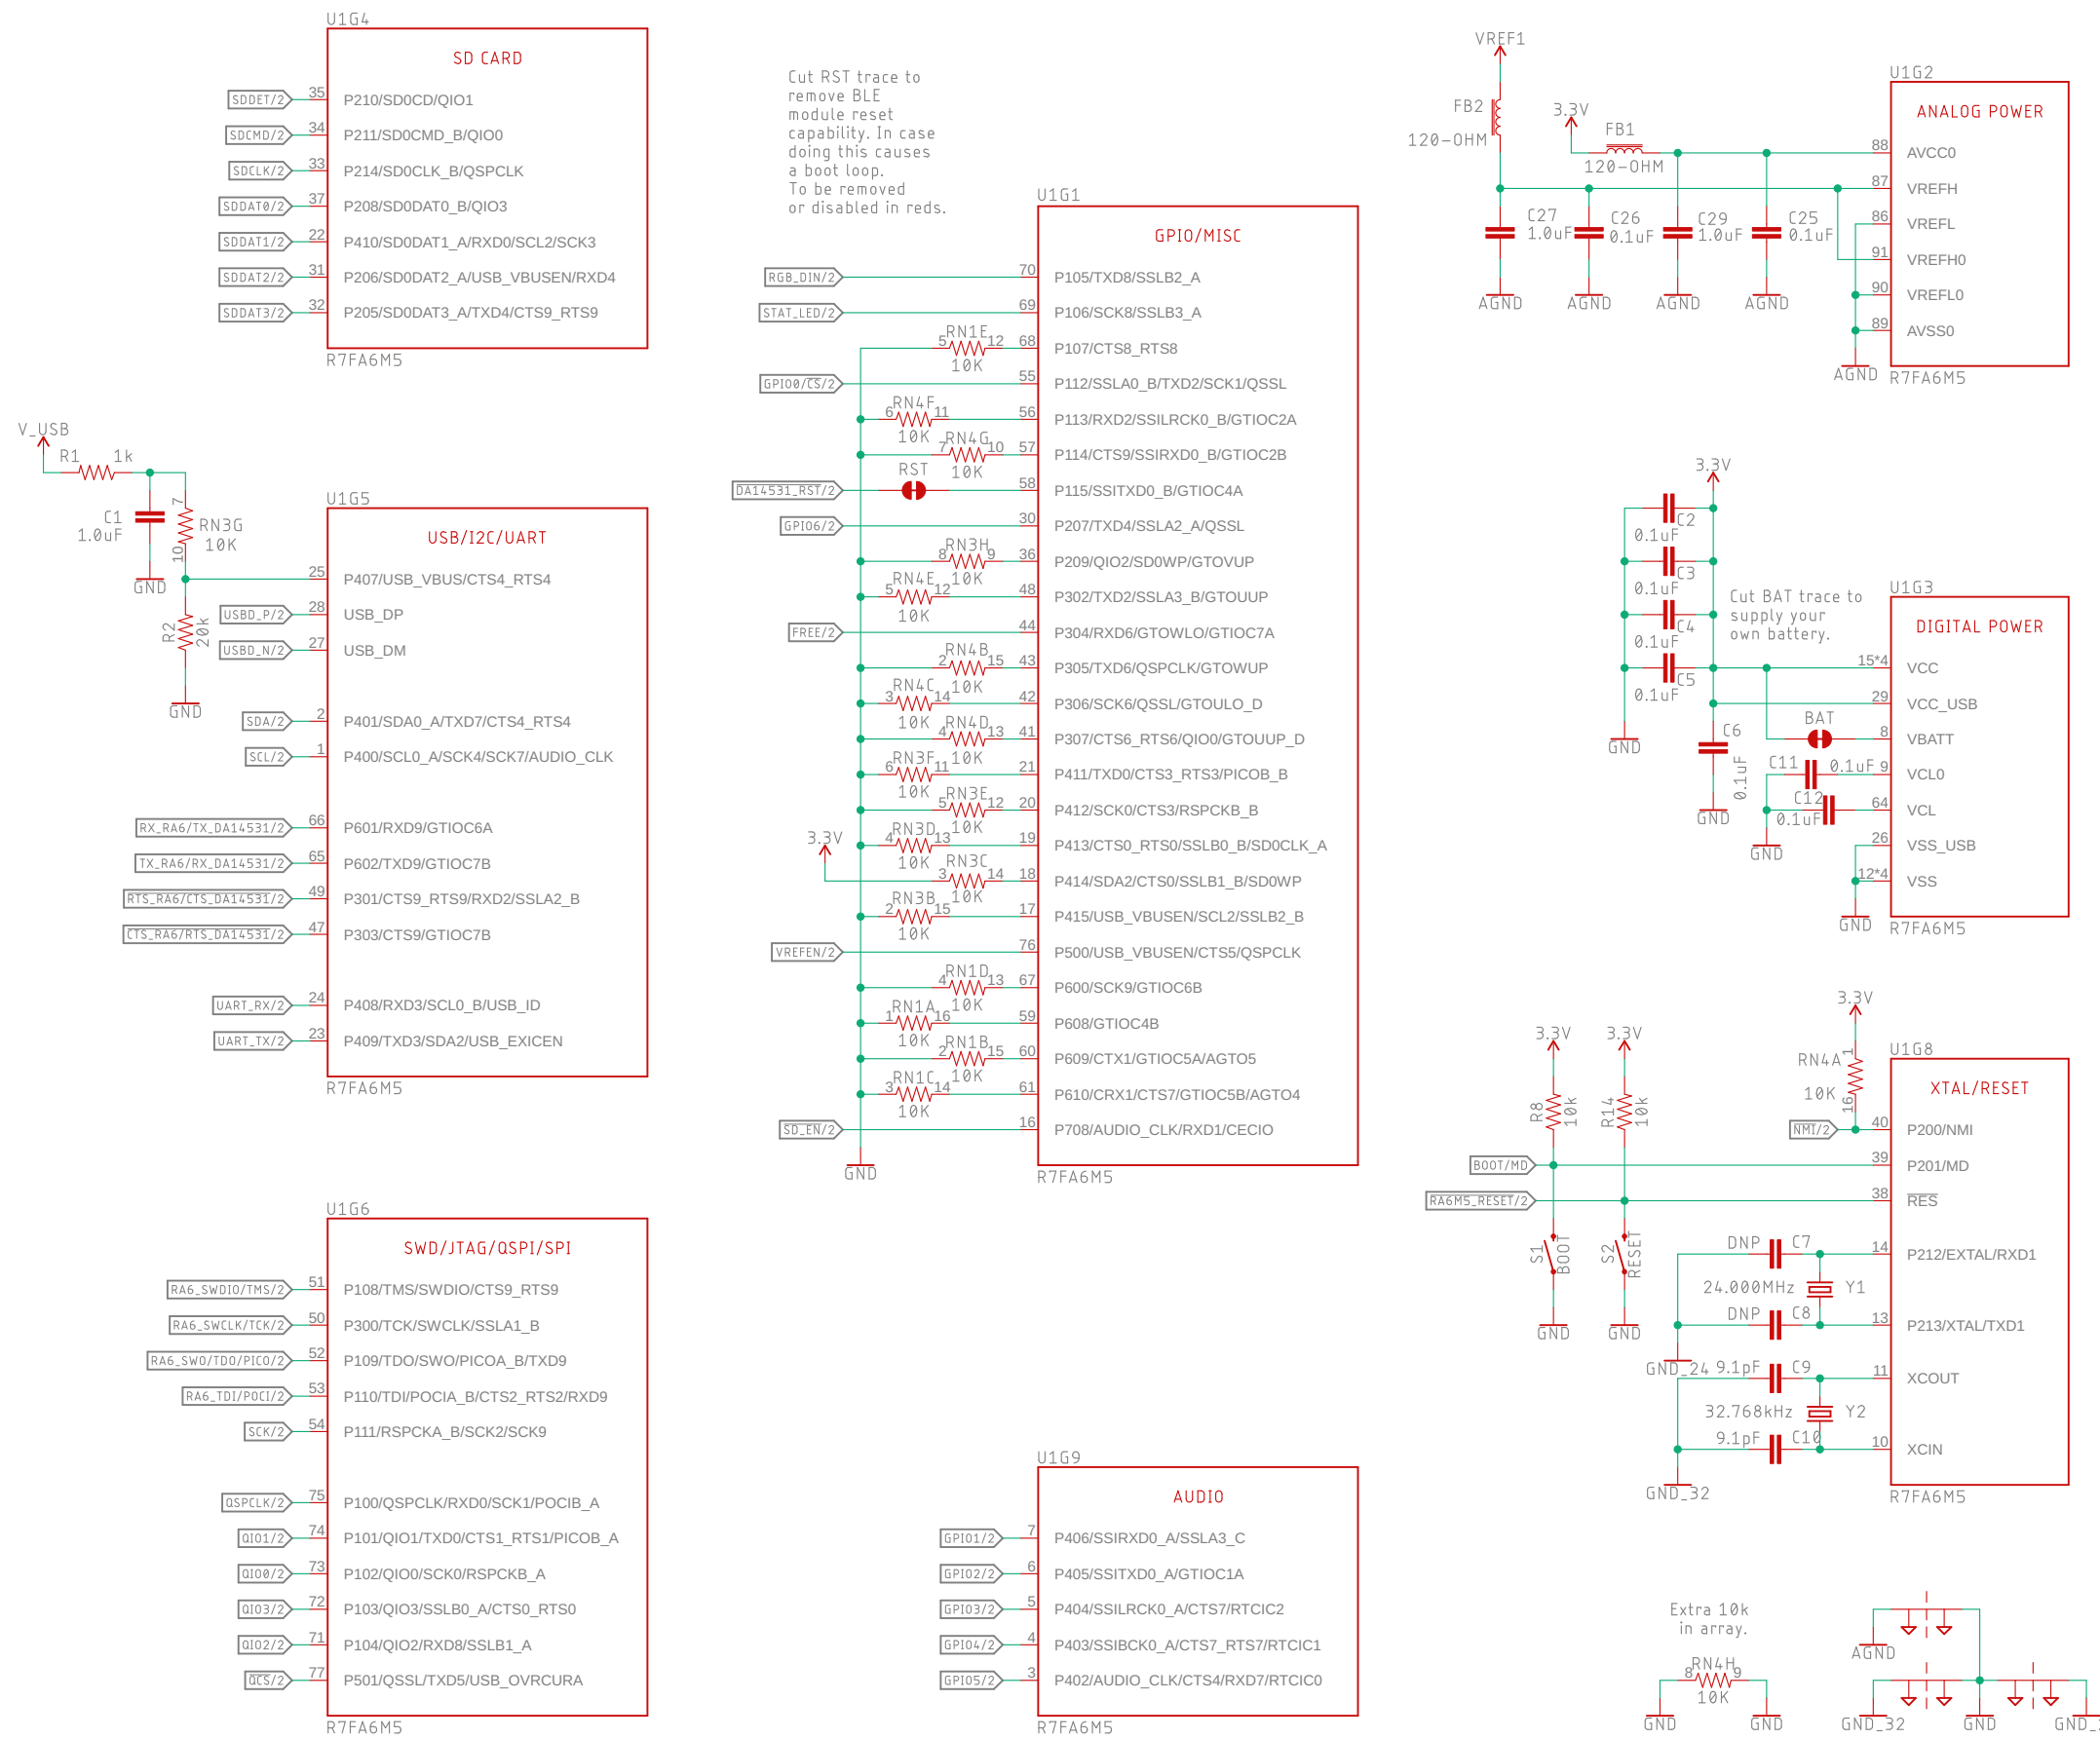 U1G4
SD CARD
SDDET/2 35 P210/SD0CD/QIO1
SDCMD/2 34 P211/SD0CMD_B/QIO0
SDCLK/2 33 P214/SD0CLK_B/QSPCLK
SDDAT0/2 37 P208/SD0DAT0_B/QIO3
SDDAT1/2 22 P410/SD0DAT1_A/RXD0/SCL2/SCK3
SDDAT2/2 31 P206/SD0DAT2_A/USB_VBUSEN/RXD4
SDDAT3/2 32 P205/SD0DAT3_A/TXD4/CTS9_RTS9
R7FA6M5
V_USB
R1 1k
C1
1.0uF
GND
7
RN3G
10K
10
R2
20k
GND
U1G5
USB/I2C/UART
25 P407/USB_VBUS/CTS4_RTS4
USBD_P/2 28 USB_DP
USBD_N/2 27 USB_DM
SDA/2 2 P401/SDA0_A/TXD7/CTS4_RTS4
SCL/2 1 P400/SCL0_A/SCK4/SCK7/AUDIO_CLK
RX_RA6/TX_DA14531/2 66 P601/RXD9/GTIOC6A
TX_RA6/RX_DA14531/2 65 P602/TXD9/GTIOC7B
RTS_RA6/CTS_DA14531/2 49 P301/CTS9_RTS9/RXD2/SSLA2_B
CTS_RA6/RTS_DA14531/2 47 P303/CTS9/GTIOC7B
UART_RX/2 24 P408/RXD3/SCL0_B/USB_ID
UART_TX/2 23 P409/TXD3/SDA2/USB_EXICEN
R7FA6M5
U1G6
SWD/JTAG/QSPI/SPI
RA6_SWDIO/TMS/2 51 P108/TMS/SWDIO/CTS9_RTS9
RA6_SWCLK/TCK/2 50 P300/TCK/SWCLK/SSLA1_B
RA6_SWO/TDO/PICO/2 52 P109/TDO/SWO/PICOA_B/TXD9
RA6_TDI/POCI/2 53 P110/TDI/POCIA_B/CTS2_RTS2/RXD9
SCK/2 54 P111/RSPCKA_B/SCK2/SCK9
QSPCLK/2 75 P100/QSPCLK/RXD0/SCK1/POCIB_A
QIO1/2 74 P101/QIO1/TXD0/CTS1_RTS1/PICOB_A
QIO0/2 73 P102/QIO0/SCK0/RSPCKB_A
QIO3/2 72 P103/QIO3/SSLB0_A/CTS0_RTS0
QIO2/2 71 P104/QIO2/RXD8/SSLB1_A
QCS/2 77 P501/QSSL/TXD5/USB_OVRCURA
R7FA6M5
Cut RST trace to
remove BLE
module reset
capability. In case
doing this causes
a boot loop.
To be removed
or disabled in reds.
U1G1
GPIO/MISC
RGB_DIN/2 70 P105/TXD8/SSLB2_A
STAT_LED/2 69 P106/SCK8/SSLB3_A
5 RN1E 12 10K 68 P107/CTS8_RTS8
GPIO0/CS/2 55 P112/SSLA0_B/TXD2/SCK1/QSSL
6 RN4F 11 10K 56 P113/RXD2/SSILRCK0_B/GTIOC2A
7 RN4G 10 10K 57 P114/CTS9/SSIRXD0_B/GTIOC2B
DA14531_RST/2 RST 58 P115/SSITXD0_B/GTIOC4A
GPIO6/2 30 P207/TXD4/SSLA2_A/QSSL
8 RN3H 9 10K 36 P209/QIO2/SD0WP/GTOVUP
5 RN4E 12 10K 48 P302/TXD2/SSLA3_B/GTOUUP
FREE/2 44 P304/RXD6/GTOWLO/GTIOC7A
2 RN4B 15 10K 43 P305/TXD6/QSPCLK/GTOWUP
3 RN4C 14 10K 42 P306/SCK6/QSSL/GTOULO_D
4 RN4D 13 10K 41 P307/CTS6_RTS6/QIO0/GTOUUP_D
6 RN3F 11 10K 21 P411/TXD0/CTS3_RTS3/PICOB_B
5 RN3E 12 10K 20 P412/SCK0/CTS3/RSPCKB_B
4 RN3D 13 10K 19 P413/CTS0_RTS0/SSLB0_B/SD0CLK_A
3.3V 3 RN3C 14 10K 18 P414/SDA2/CTS0/SSLB1_B/SD0WP
2 RN3B 15 10K 17 P415/USB_VBUSEN/SCL2/SSLB2_B
VREFEN/2 76 P500/USB_VBUSEN/CTS5/QSPCLK
4 RN1D 13 10K 67 P600/SCK9/GTIOC6B
1 RN1A 16 10K 59 P608/GTIOC4B
2 RN1B 15 10K 60 P609/CTX1/GTIOC5A/AGTO5
3 RN1C 14 10K 61 P610/CRX1/CTS7/GTIOC5B/AGTO4
SD_EN/2 16 P708/AUDIO_CLK/RXD1/CECIO
GND
R7FA6M5
U1G9
AUDIO
GPIO1/2 7 P406/SSIRXD0_A/SSLA3_C
GPIO2/2 6 P405/SSITXD0_A/GTIOC1A
GPIO3/2 5 P404/SSILRCK0_A/CTS7/RTCIC2
GPIO4/2 4 P403/SSIBCK0_A/CTS7_RTS7/RTCIC1
GPIO5/2 3 P402/AUDIO_CLK/CTS4/RXD7/RTCIC0
R7FA6M5
VREF1
FB2
120-OHM
3.3V
FB1
120-OHM
C27
1.0uF
C26
0.1uF
C29
1.0uF
C25
0.1uF
AGND AGND AGND AGND
U1G2
ANALOG POWER
88 AVCC0
87 VREFH
86 VREFL
91 VREFH0
90 VREFL0
89 AVSS0
AGND
R7FA6M5
3.3V
C2
0.1uF
C3
0.1uF
C4
0.1uF
C5
0.1uF
GND
C6
0.1uF
GND
Cut BAT trace to
supply your
own battery.
U1G3
DIGITAL POWER
15*4 VCC
29 VCC_USB
BAT 8 VBATT
C11 0.1uF 9 VCL0
C12 0.1uF 64 VCL
GND
26 VSS_USB
12*4 VSS
GND
R7FA6M5
3.3V
3.3V
3.3V
R8
10k
R14
10k
1
RN4A
10K
16
U1G8
XTAL/RESET
NMI/2 40 P200/NMI
BOOT/MD 39 P201/MD
RA6M5_RESET/2 38 RES
S1
BOOT
S2
RESET
GND
GND
DNP C7 14 P212/EXTAL/RXD1
24.000MHz Y1
DNP C8 13 P213/XTAL/TXD1
GND_24
9.1pF C9 11 XCOUT
32.768kHz Y2
9.1pF C10 10 XCIN
GND_32
R7FA6M5
Extra 10k
in array.
8 RN4H 9
10K
GND GND
AGND
GND_32 GND